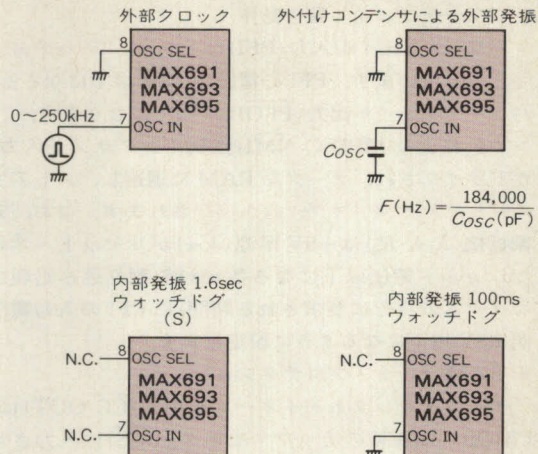 外部クロック
8 OSC SEL
MAX691
MAX693
MAX695
0～250kHz
7 OSC IN
外付けコンデンサによる外部発振
8 OSC SEL
MAX691
MAX693
MAX695
7 OSC IN
Cosc
F(Hz)= 184,000 / Cosc(pF)
内部発振 1.6sec
ウォッチドグ
(S)
N.C. 8 OSC SEL
MAX691
MAX693
MAX695
N.C. 7 OSC IN
内部発振 100ms
ウォッチドグ
N.C. 8 OSC SEL
MAX691
MAX693
MAX695
7 OSC IN